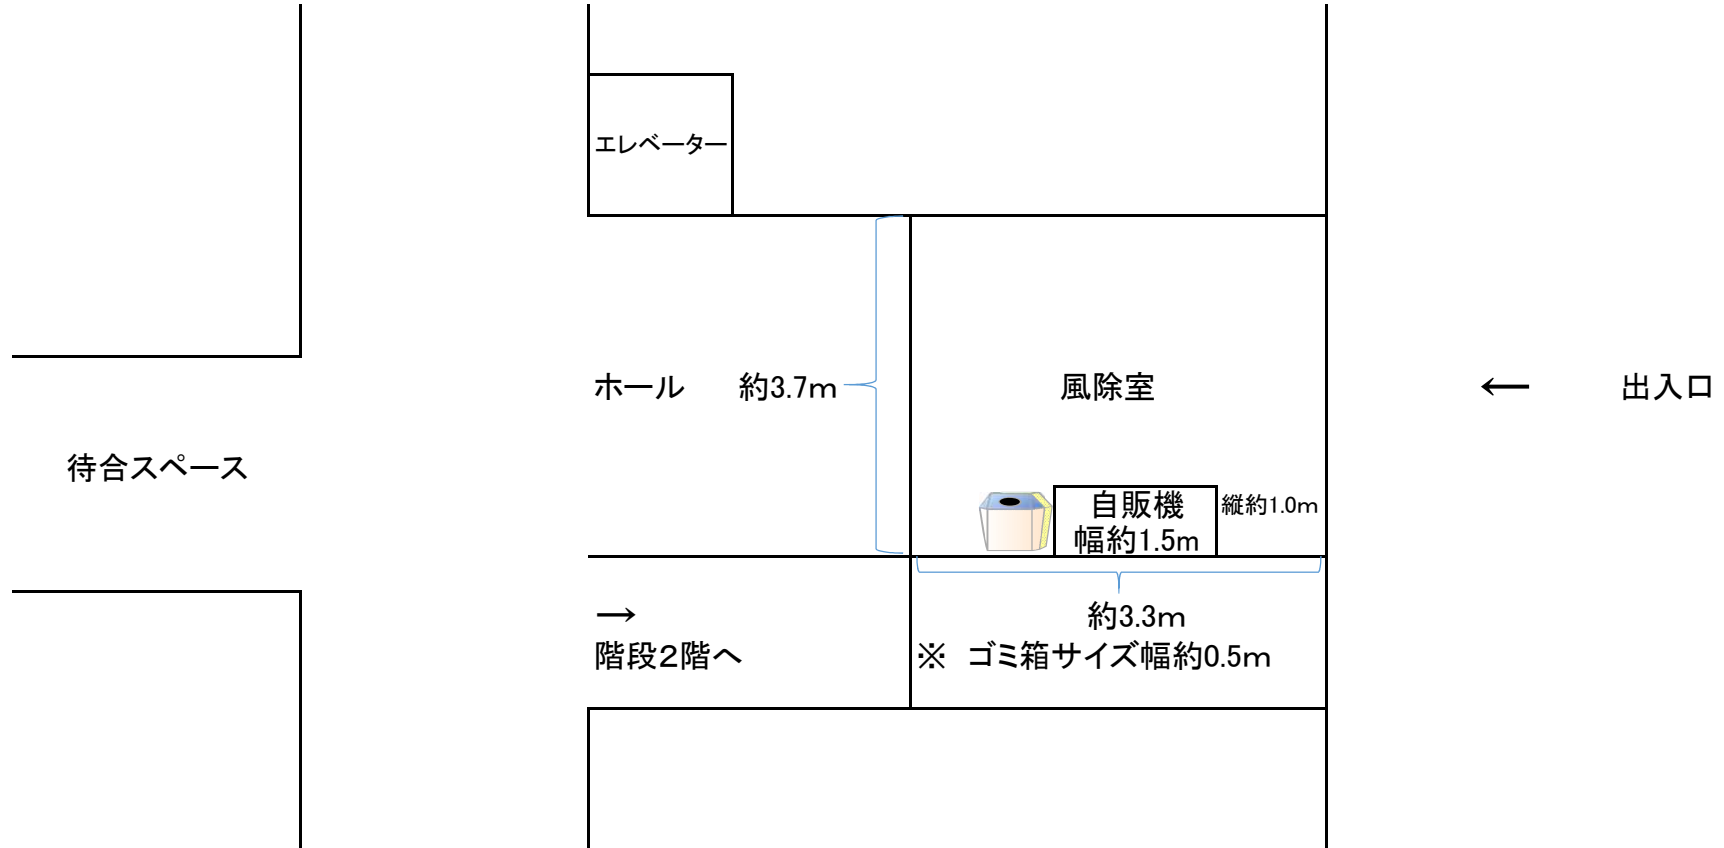 エレベーター
ホール 約3.7ｍ
風除室
← 出入口
待合スペース
自販機
幅約1.5ｍ
縦約1.0ｍ
約3.3ｍ
→
階段２階へ
※ ゴミ箱サイズ幅約0.5ｍ